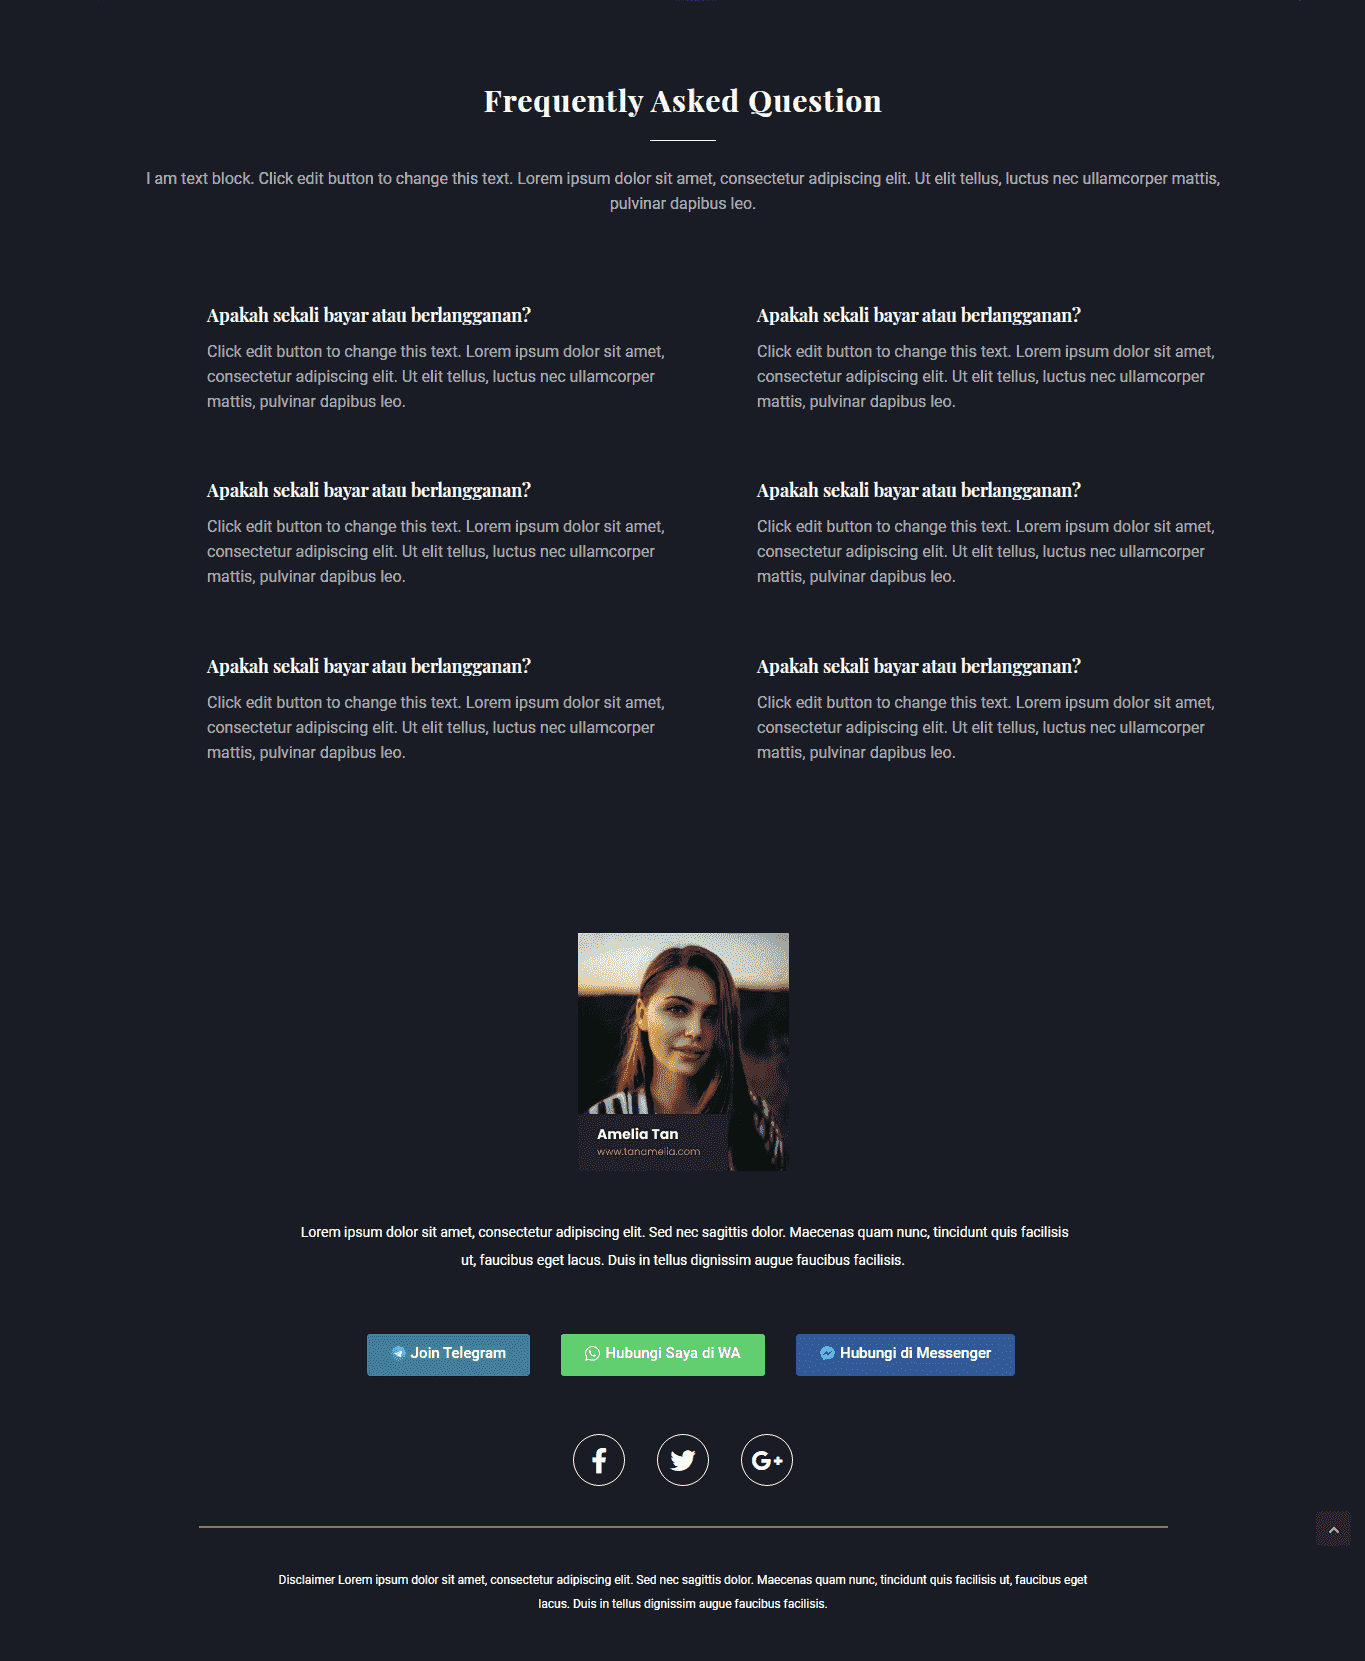 Frequently Asked Question
I am text block. Click edit button to change this text. Lorem ipsum dolor sit amet, consectetur adipiscing elit. Ut elit tellus, luctus nec ullamcorper mattis,
pulvinar dapibus leo.
Apakah sekali bayar atau berlangganan?
Click edit button to change this text. Lorem ipsum dolor sit amet,
consectetur adipiscing elit. Ut elit tellus, luctus nec ullamcorper
mattis, pulvinar dapibus leo.
Apakah sekali bayar atau berlangganan?
Click edit button to change this text. Lorem ipsum dolor sit amet,
consectetur adipiscing elit. Ut elit tellus, luctus nec ullamcorper
mattis, pulvinar dapibus leo.
Apakah sekali bayar atau berlangganan?
Click edit button to change this text. Lorem ipsum dolor sit amet,
consectetur adipiscing elit. Ut elit tellus, luctus nec ullamcorper
mattis, pulvinar dapibus leo.
Apakah sekali bayar atau berlangganan?
Click edit button to change this text. Lorem ipsum dolor sit amet,
consectetur adipiscing elit. Ut elit tellus, luctus nec ullamcorper
mattis, pulvinar dapibus leo.
Apakah sekali bayar atau berlangganan?
Click edit button to change this text. Lorem ipsum dolor sit amet,
consectetur adipiscing elit. Ut elit tellus, luctus nec ullamcorper
mattis, pulvinar dapibus leo.
Apakah sekali bayar atau berlangganan?
Click edit button to change this text. Lorem ipsum dolor sit amet,
consectetur adipiscing elit. Ut elit tellus, luctus nec ullamcorper
mattis, pulvinar dapibus leo.
Amelia Tan
www.tanamelia.com
Lorem ipsum dolor sit amet, consectetur adipiscing elit. Sed nec sagittis dolor. Maecenas quam nunc, tincidunt quis facilisis
ut, faucibus eget lacus. Duis in tellus dignissim augue faucibus facilisis.
Join Telegram
Hubungi Saya di WA
Hubungi di Messenger
Disclaimer Lorem ipsum dolor sit amet, consectetur adipiscing elit. Sed nec sagittis dolor. Maecenas quam nunc, tincidunt quis facilisis ut, faucibus eget
lacus. Duis in tellus dignissim augue faucibus facilisis.